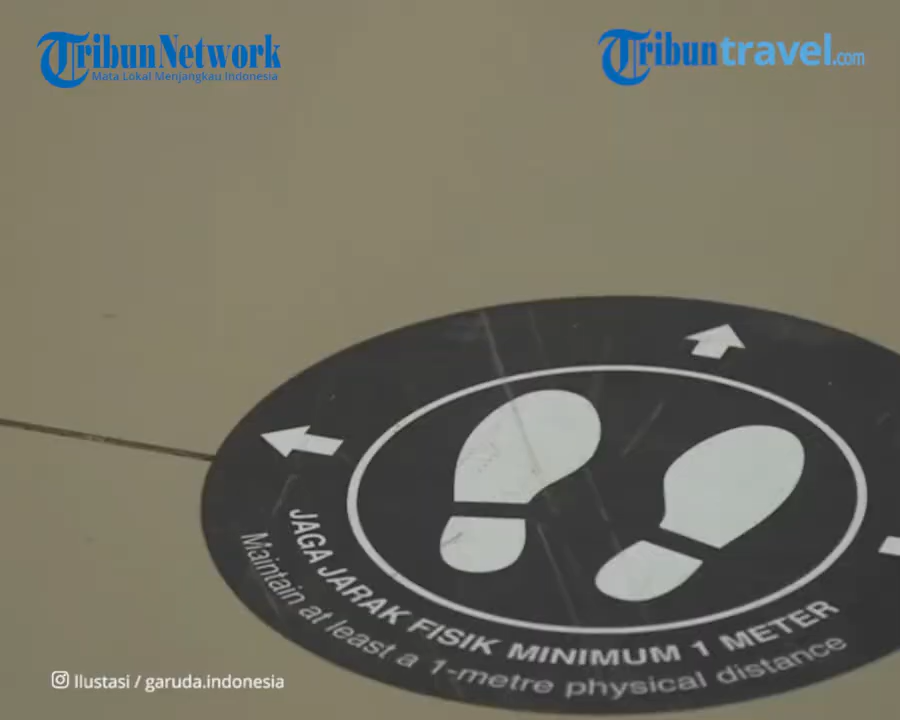 TribunNetwork
Mata Lokal Menjangkau Indonesia
Tribuntravel.com
JAGA JARAK FISIK MINIMUM 1 METER
Maintain at least a 1-metre physical distance
Ilustasi / garuda.indonesia